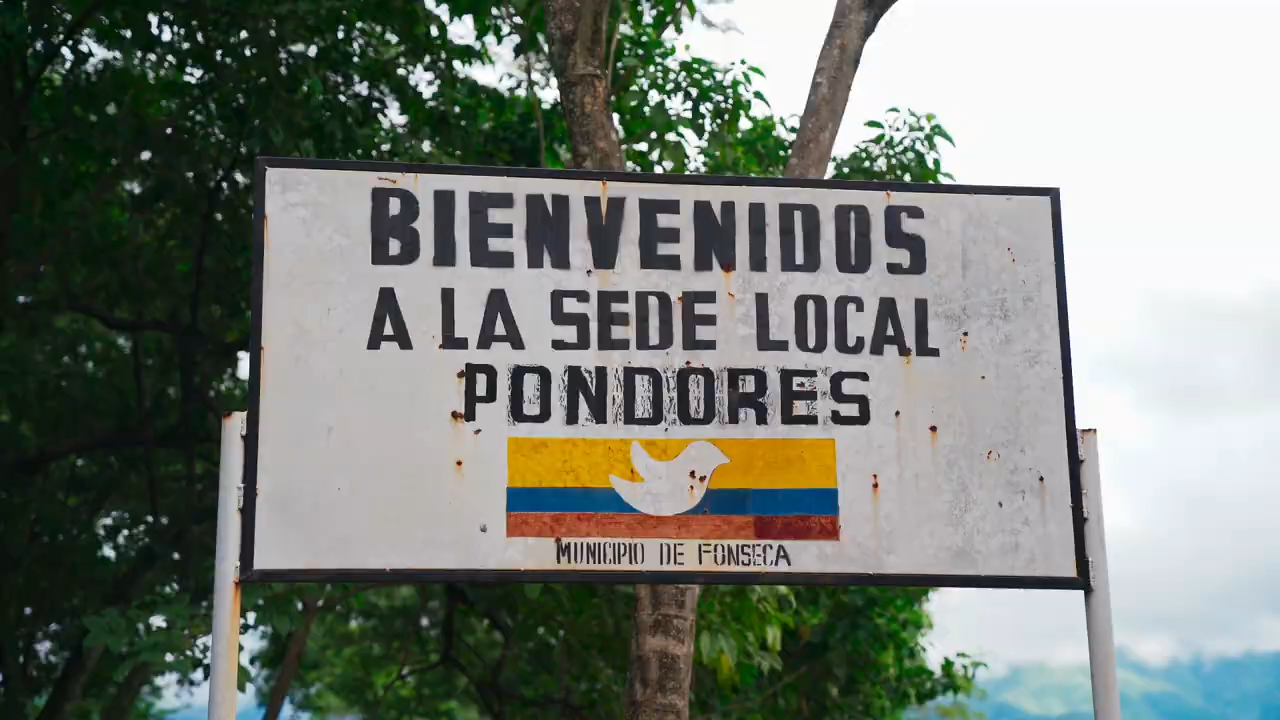 BIENVENIDOS
A LA SEDE LOCAL
PONDORES
MUNICIPIO DE FONSECA